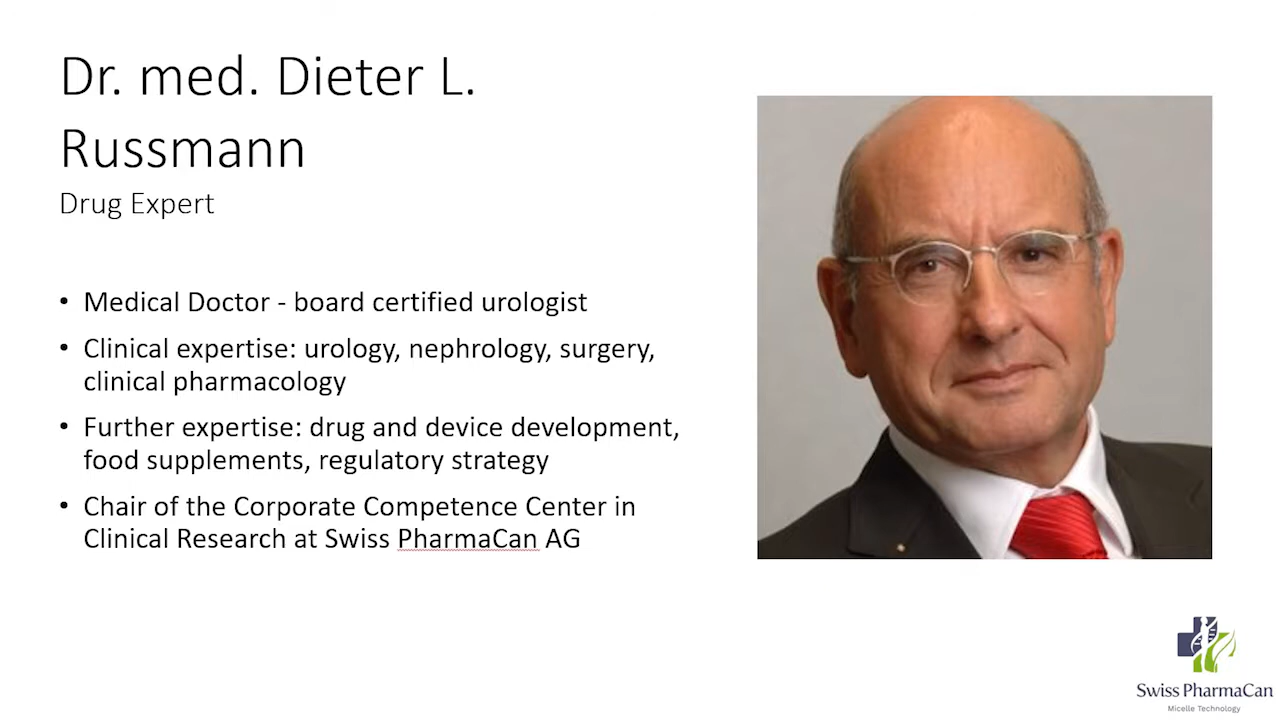 Dr. med. Dieter L.
Russmann
Drug Expert
• Medical Doctor - board certified urologist
• Clinical expertise: urology, nephrology, surgery,
clinical pharmacology
• Further expertise: drug and device development,
food supplements, regulatory strategy
• Chair of the Corporate Competence Center in
Clinical Research at Swiss PharmaCan AG
Swiss PharmaCan
Micelle Technology